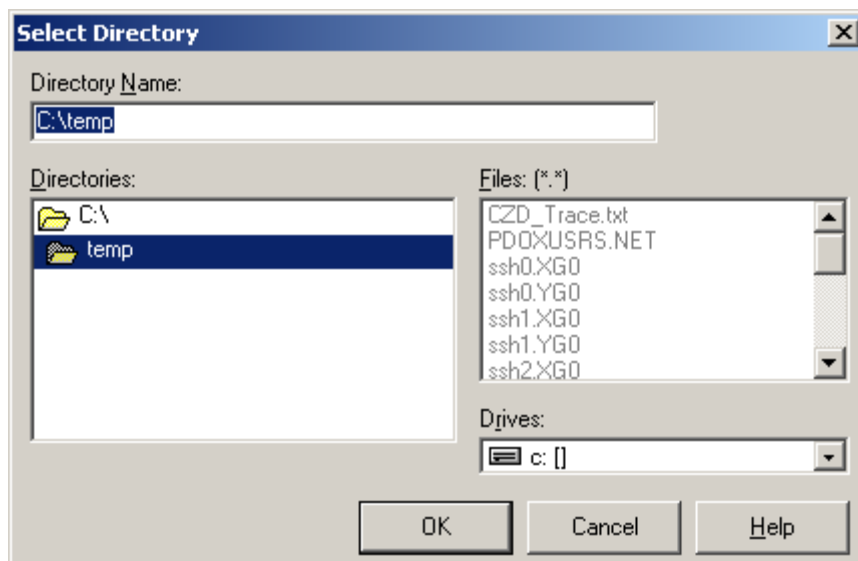 Select Directory
Directory Name:
C:\temp
Directories:
C:\
temp
Files: (*.*)
CZD_Trace.txt
PDOXUSRS.NET
ssh0.XG0
ssh0.YG0
ssh1.XG0
ssh1.YG0
ssh2.XG0
Drives:
c: []
OK
Cancel
Help